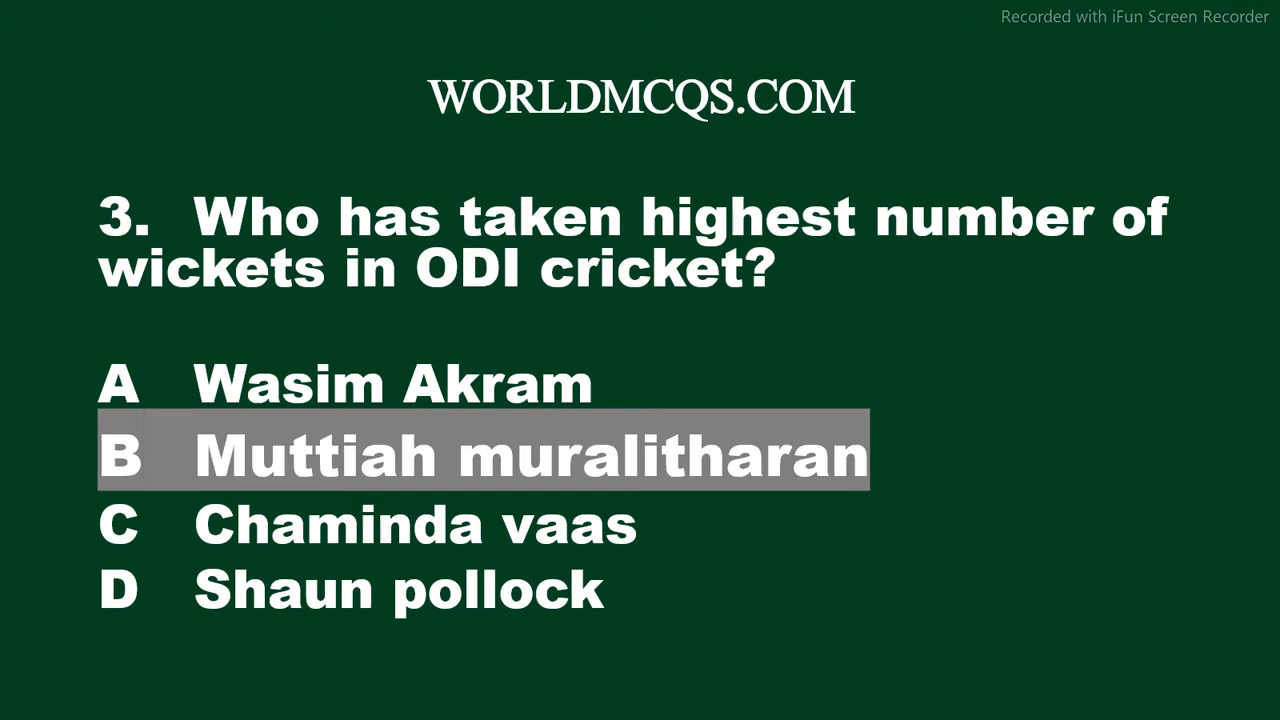 Recorded with iFun Screen Recorder
WORLDMCQS.COM
3. Who has taken highest number of
wickets in ODI cricket?
A Wasim Akram
B Muttiah muralitharan
C Chaminda vaas
D Shaun pollock